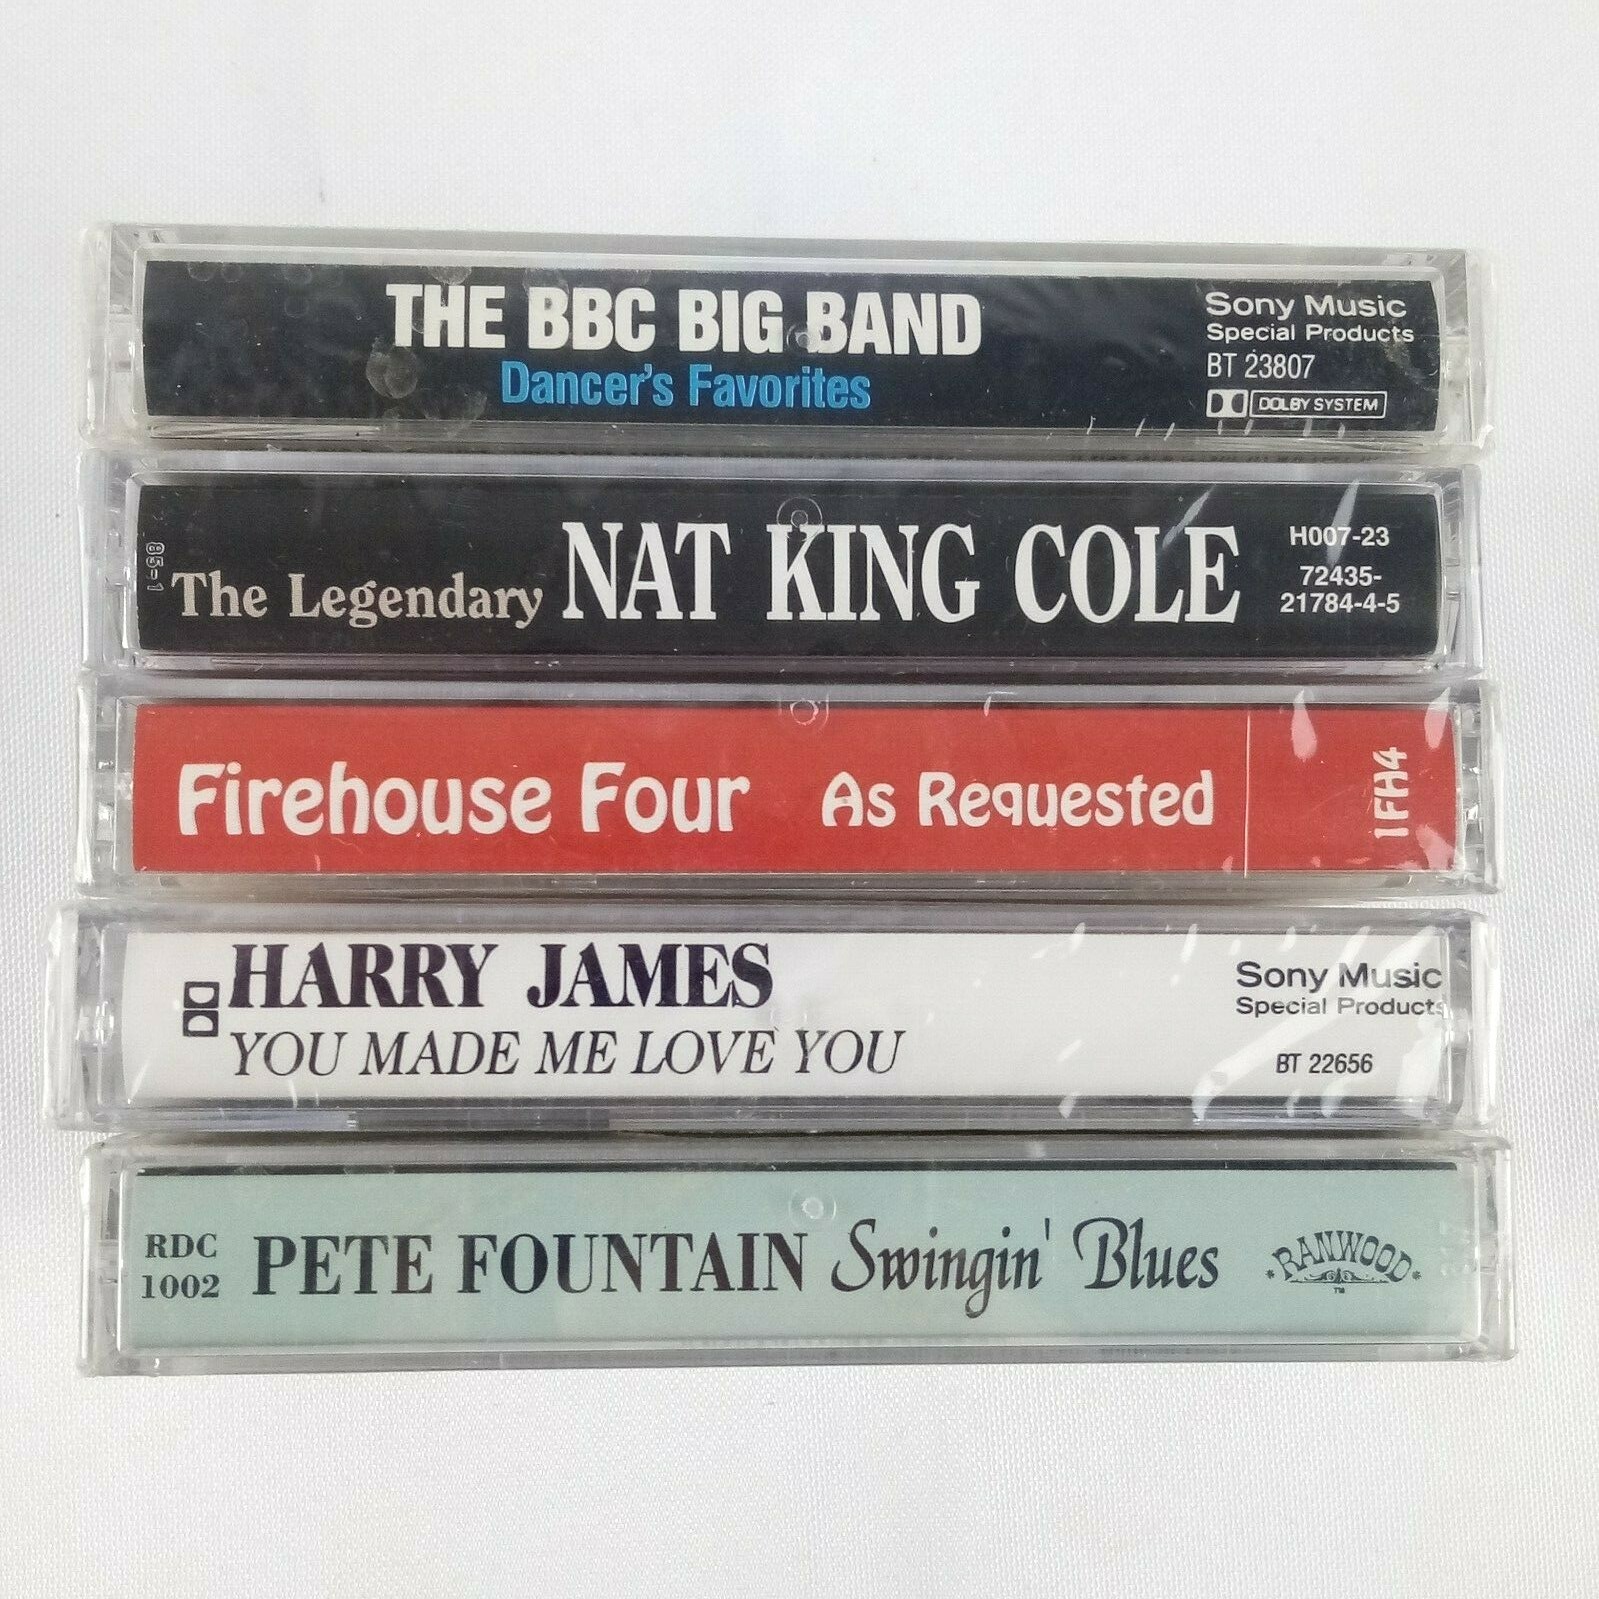 THE BBC BIG BAND
Dancer's Favorites
Sony Music
Special Products
BT 23807
DOLBY SYSTEM
85-1
The Legendary NAT KING COLE
H007-23
72435-
21784-4-5
Firehouse Four As Requested
1FH4
HARRY JAMES
YOU MADE ME LOVE YOU
Sony Music
Special Products
BT 22656
RDC
1002
PETE FOUNTAIN Swingin' Blues
RANWOOD
TM